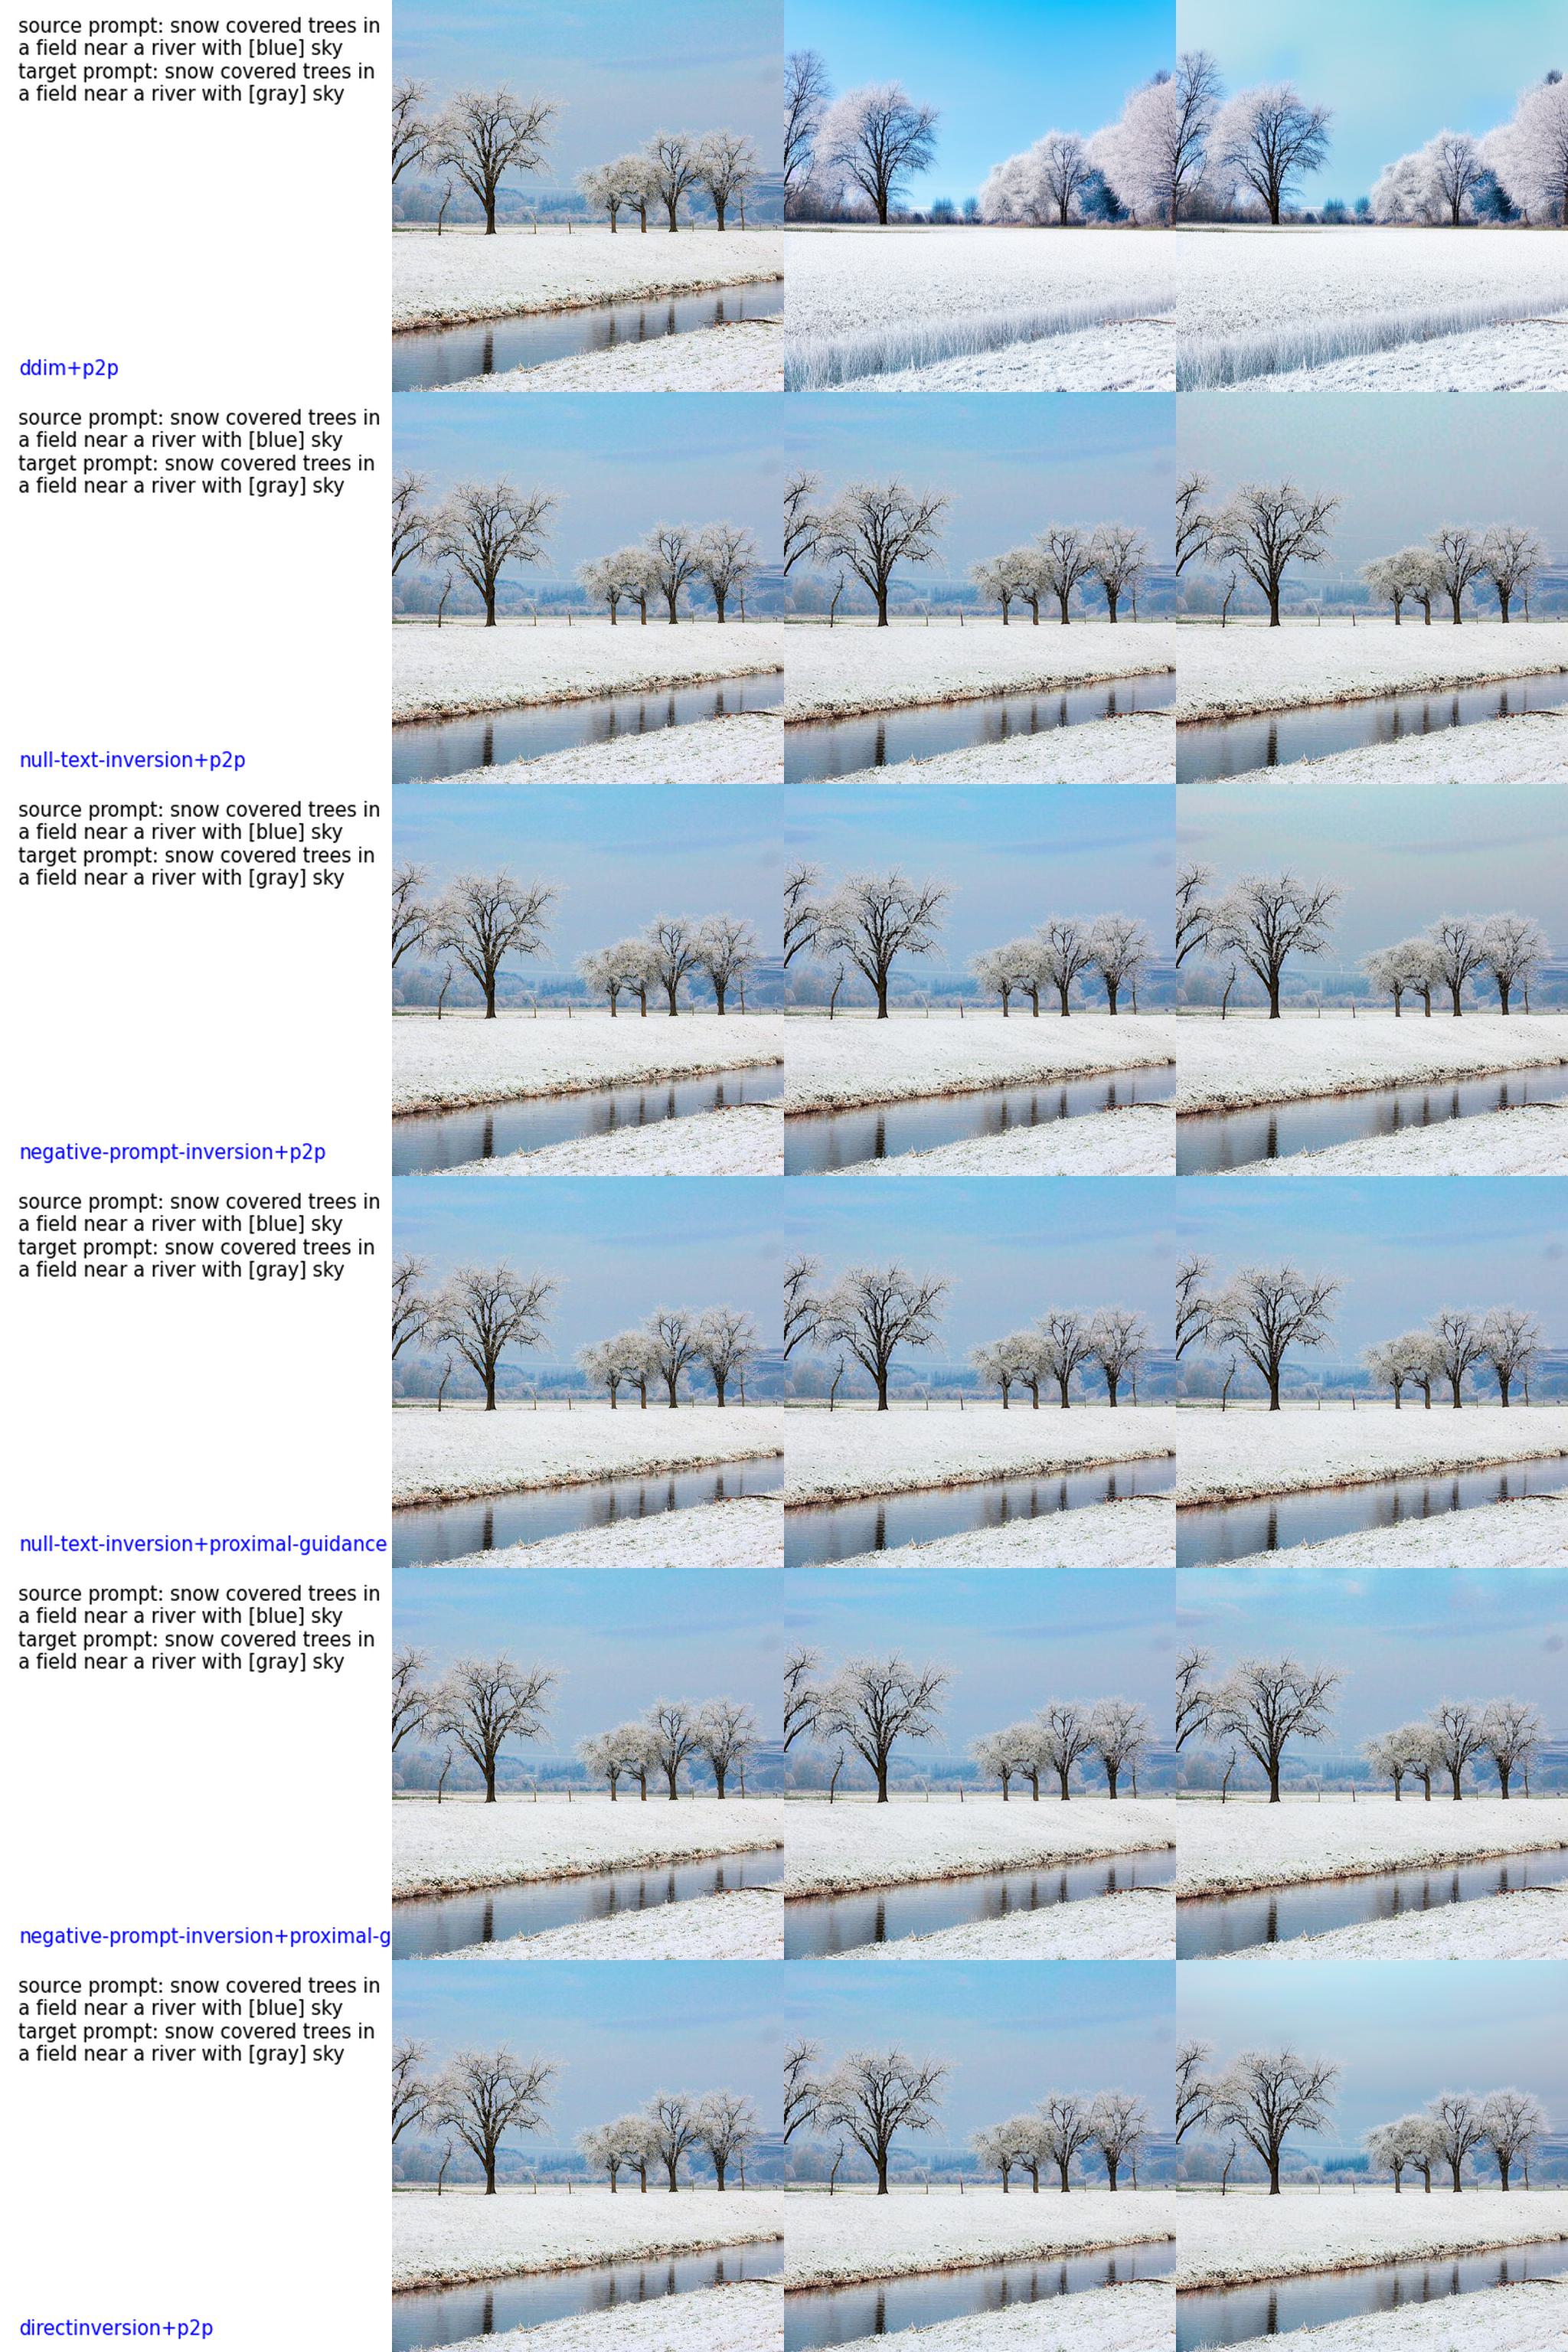 source prompt: snow covered trees in
a field near a river with [blue] sky
target prompt: snow covered trees in
a field near a river with [gray] sky
ddim+p2p
source prompt: snow covered trees in
a field near a river with [blue] sky
target prompt: snow covered trees in
a field near a river with [gray] sky
null-text-inversion+p2p
source prompt: snow covered trees in
a field near a river with [blue] sky
target prompt: snow covered trees in
a field near a river with [gray] sky
negative-prompt-inversion+p2p
source prompt: snow covered trees in
a field near a river with [blue] sky
target prompt: snow covered trees in
a field near a river with [gray] sky
null-text-inversion+proximal-guidance
source prompt: snow covered trees in
a field near a river with [blue] sky
target prompt: snow covered trees in
a field near a river with [gray] sky
negative-prompt-inversion+proximal-g
source prompt: snow covered trees in
a field near a river with [blue] sky
target prompt: snow covered trees in
a field near a river with [gray] sky
directinversion+p2p